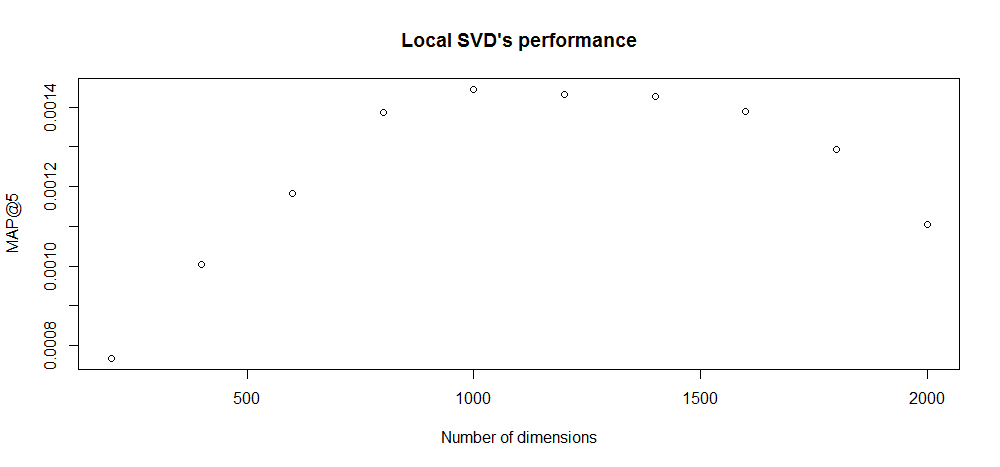 Local SVD's performance
MAP@5
0.0014
0.0012
0.0010
0.0008
500 1000 1500 2000
Number of dimensions